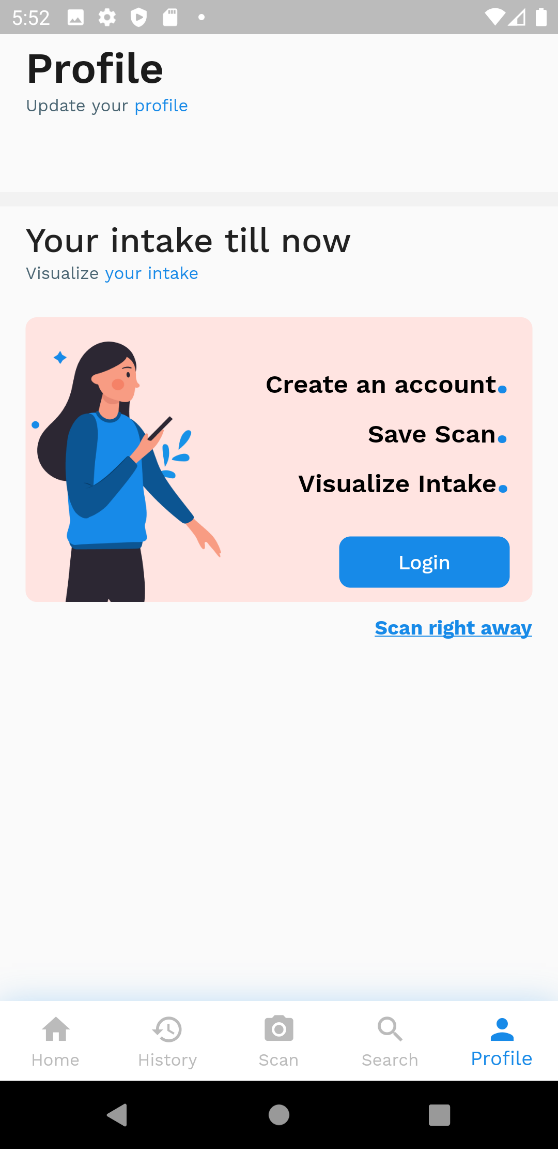 5:52
Profile
Update your profile
Your intake till now
Visualize your intake
Create an account.
Save Scan.
Visualize Intake.
Login
Scan right away
Home History Scan Search Profile